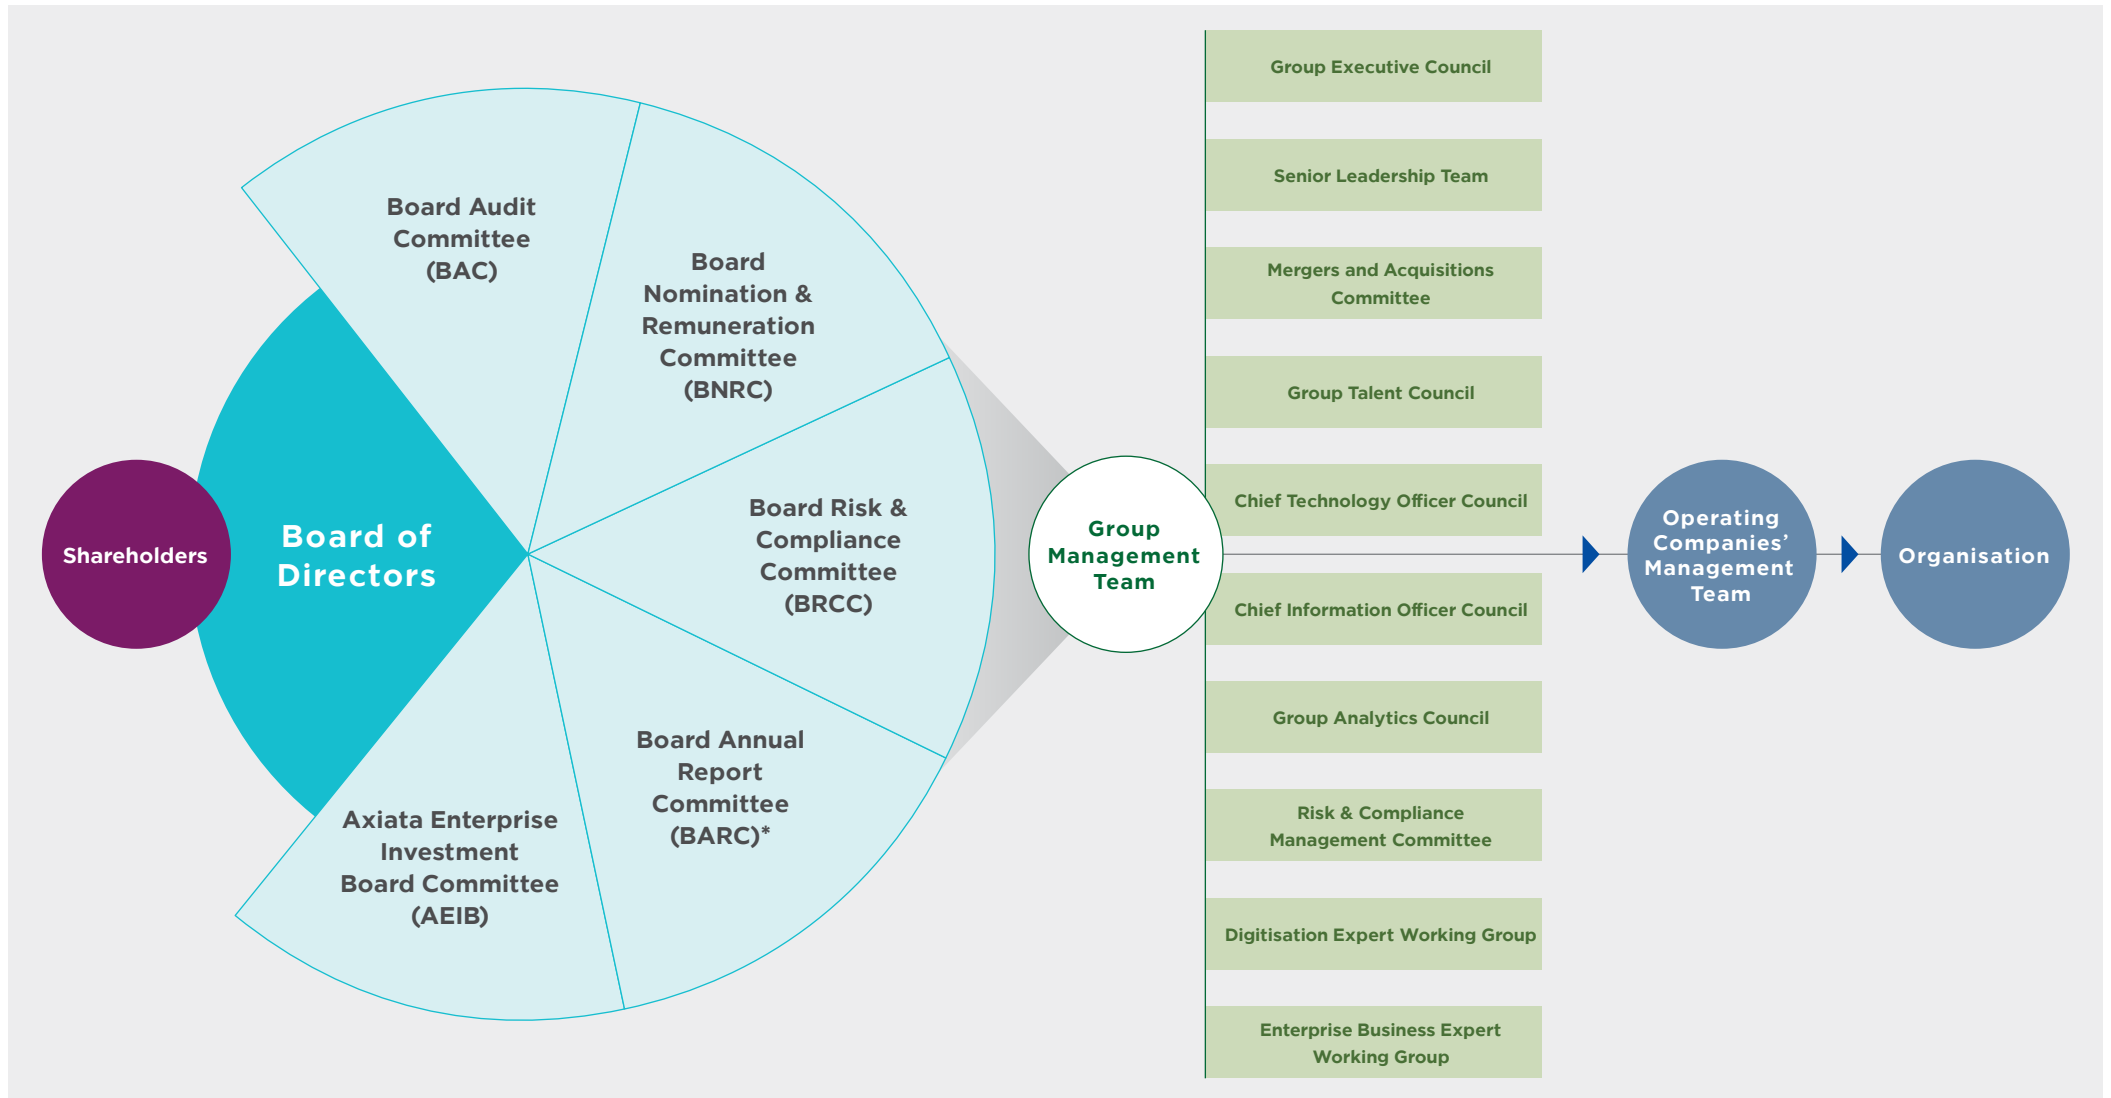 Shareholders
Board of
Directors
Board Audit
Committee
(BAC)
Board
Nomination &
Remuneration
Committee
(BNRC)
Board Risk &
Compliance
Committee
(BRCC)
Board Annual
Report
Committee
(BARC)*
Axiata Enterprise
Investment
Board Committee
(AEIB)
Group
Management
Team
Group Executive Council
Senior Leadership Team
Mergers and Acquisitions
Committee
Group Talent Council
Chief Technology Officer Council
Chief Information Officer Council
Group Analytics Council
Risk & Compliance
Management Committee
Digitisation Expert Working Group
Enterprise Business Expert
Working Group
Operating
Companies’
Management
Team
Organisation